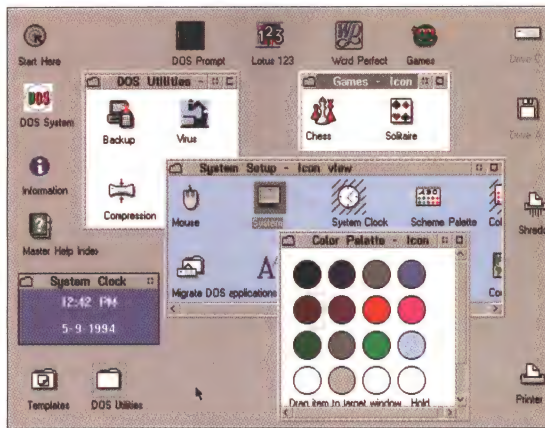 Start Here
DOS Prompt
Lotus 123
Word Perfect
Games
Drive C
DOS System
DOS Utilities -
Games - Icon
Drive A
Backup
Virus
Chess
Solitaire
Information
Compression
System Setup - Icon view
Mouse
System
System Clock
Scheme Palette
Shredd
Master Help Index
Color Palette - Icon
Migrate DOS applications
System Clock
12:42 PM
5-9-1994
Drag item to target window. Hold
Templates
DOS Utilities
Printer